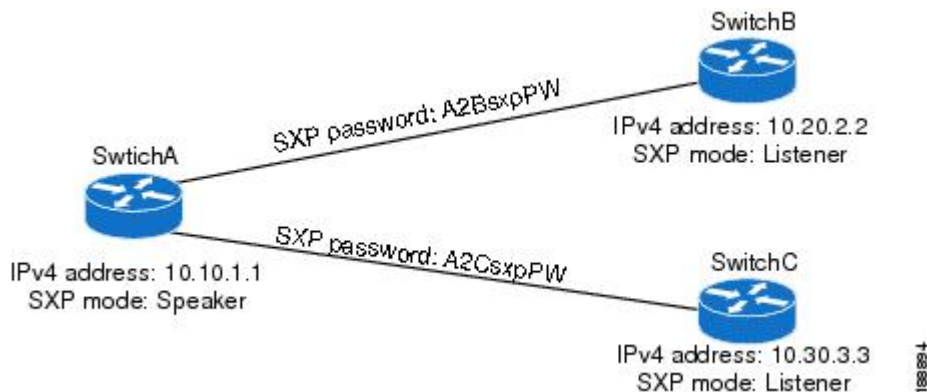 SwitchB
SXP password: A2BsxpPW
IPv4 address: 10.20.2.2
SXP mode: Listener
SwtichA
IPv4 address: 10.10.1.1
SXP mode: Speaker
SXP password: A2CsxpPW
SwitchC
IPv4 address: 10.30.3.3
SXP mode: Listener